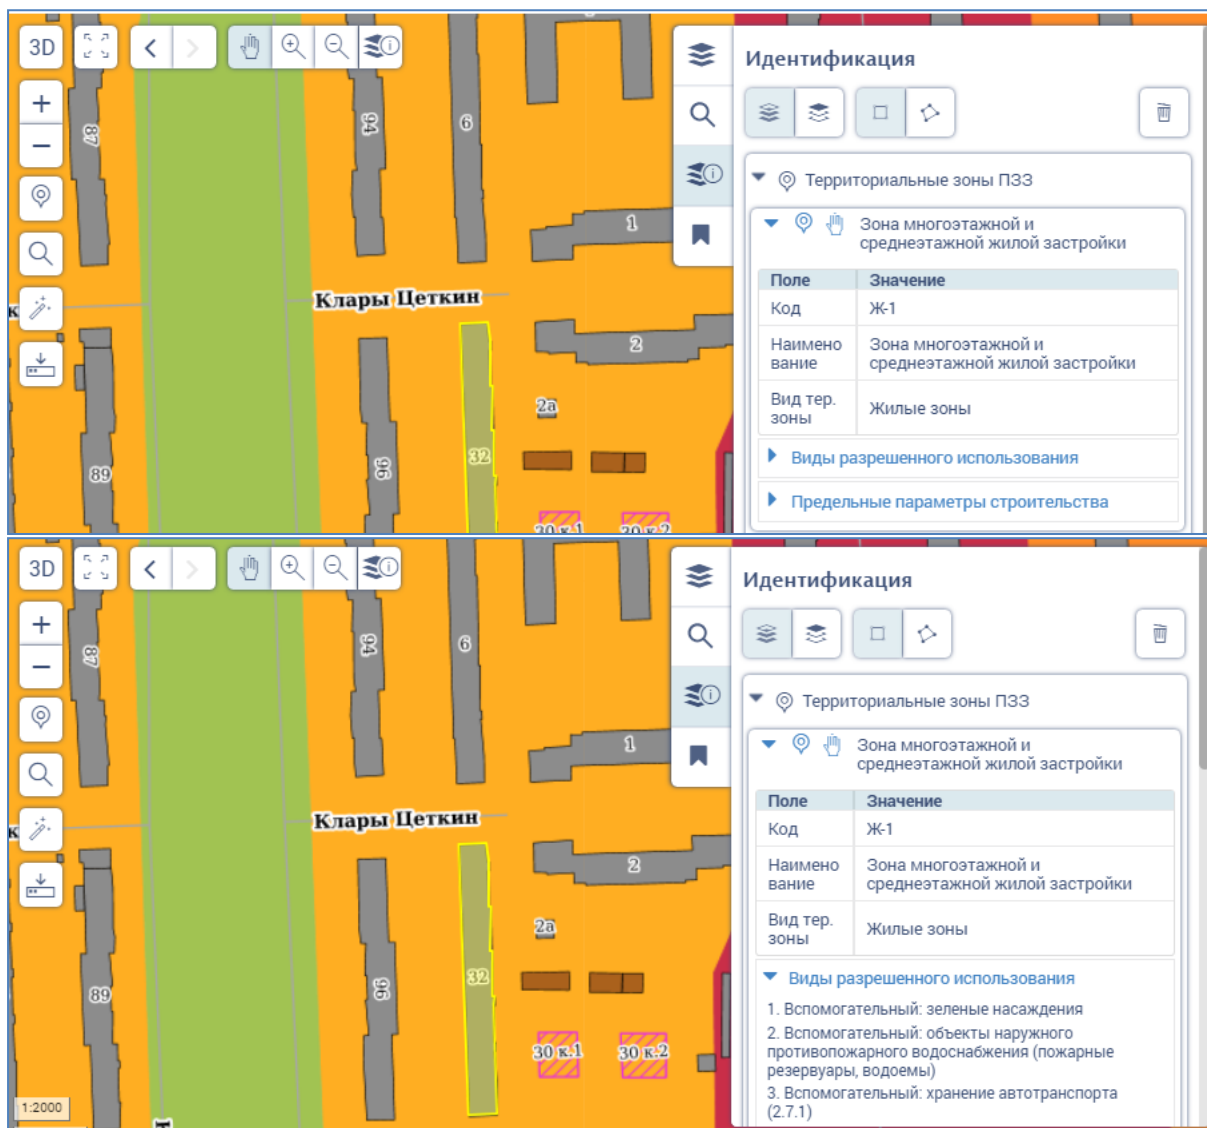 3D
Идентификация
87
94
6
1
Территориальные зоны ПЗЗ
Зона многоэтажной и
среднеэтажной жилой застройки
Поле Значение
Код Ж-1
Наимено
вание
Зона многоэтажной и
среднеэтажной жилой застройки
Вид тер.
зоны
Жилые зоны
Виды разрешенного использования
Предельные параметры строительства
к
Клары Цеткин
2
2а
89
96
32
30 к.1
30 к.2
3D
Идентификация
87
94
6
1
Территориальные зоны ПЗЗ
Зона многоэтажной и
среднеэтажной жилой застройки
Поле Значение
Код Ж-1
Наимено
вание
Зона многоэтажной и
среднеэтажной жилой застройки
Вид тер.
зоны
Жилые зоны
Виды разрешенного использования
1. Вспомогательный: зеленые насаждения
2. Вспомогательный: объекты наружного
противопожарного водоснабжения (пожарные
резервуары, водоемы)
3. Вспомогательный: хранение автотранспорта
(2.7.1)
к
Клары Цеткин
2
2а
89
96
32
30 к.1
30 к.2
1:2000